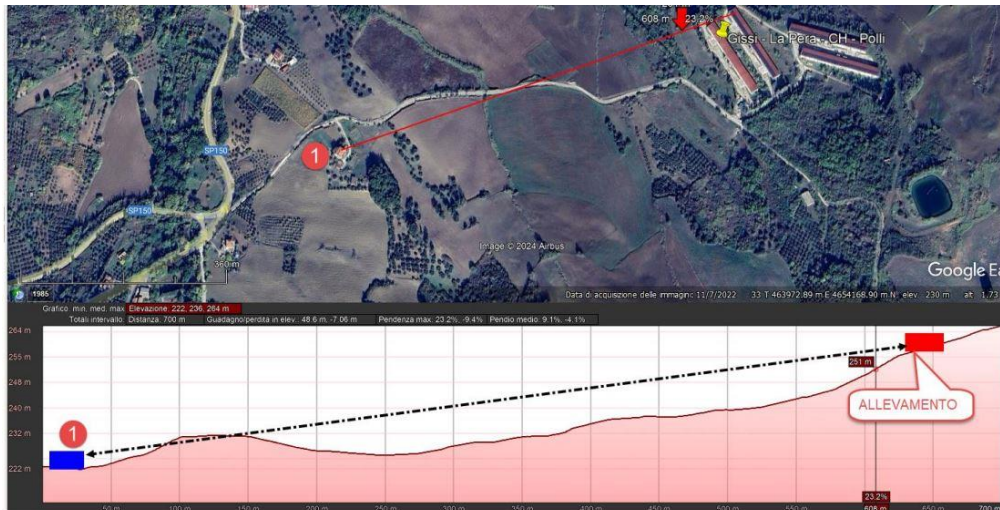 608 m 23.2%
Gissi - La Pera - CH - Polli
1
SP150
SP150
Image © 2024 Airbus
360 m
Google Ea
1985
Data di acquisizione delle immagini: 11/7/2022 33 T 463972.89 m E 4654168.90 m N elev. 230 m alt 1.73
Grafico: min, med, max Elevazione: 222, 236, 264 m
Totali intervallo: Distanza: 700 m Guadagno/perdita in elev.: 48.6 m, -7.06 m Pendenza max: 23.2%, -9.4% Pendio medio: 9.1%, -4.1%
264 m
255 m
248 m
240 m
232 m
222 m
1
251 m
ALLEVAMENTO
23.2%
50 m 100 m 150 m 200 m 250 m 300 m 350 m 400 m 450 m 500 m 550 m 608 m 650 m 700 m